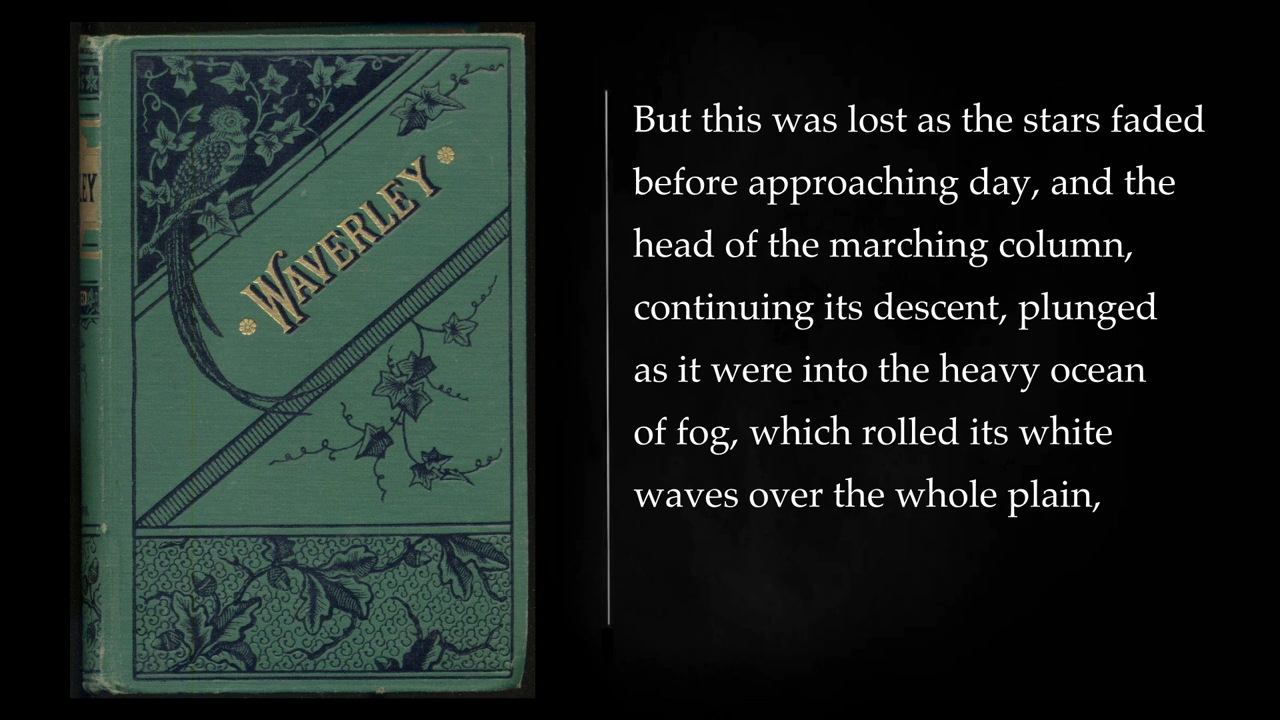 WAVERLEY
EY
But this was lost as the stars faded
before approaching day, and the
head of the marching column,
continuing its descent, plunged
as it were into the heavy ocean
of fog, which rolled its white
waves over the whole plain,